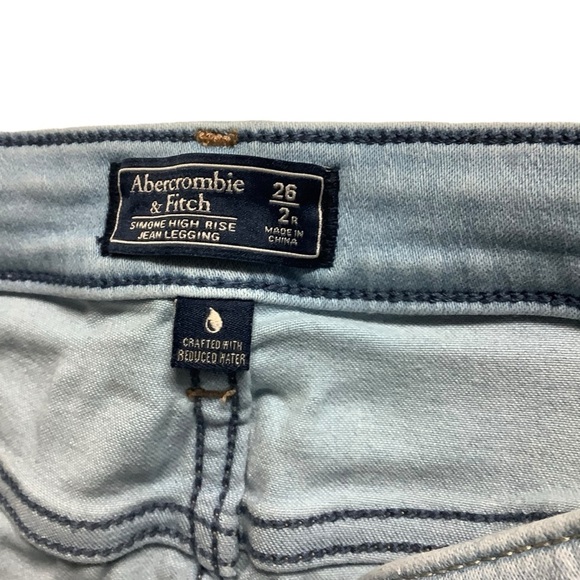 Abercrombie
& Fitch
SIMONE HIGH RISE
JEAN LEGGING
26
2R
MADE IN
CHINA
CRAFTED WITH
REDUCED WATER